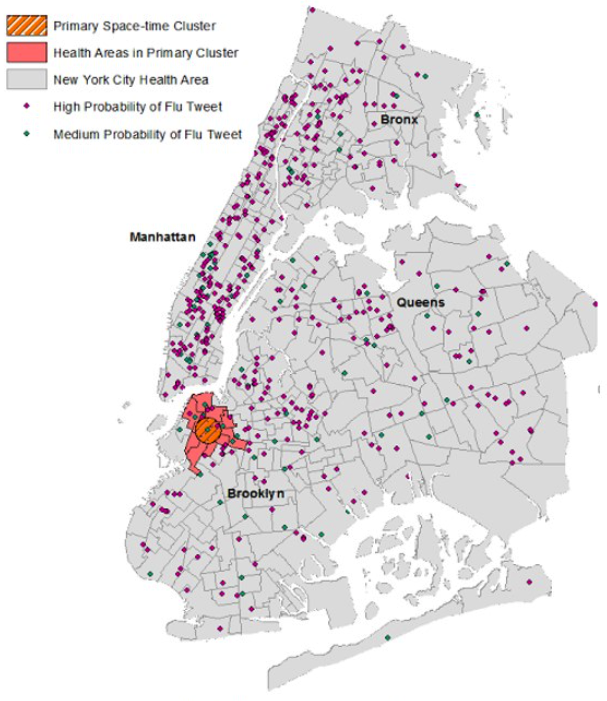 Primary Space-time Cluster
Health Areas in Primary Cluster
New York City Health Area
High Probability of Flu Tweet
Medium Probability of Flu Tweet
Bronx
Manhattan
Queens
Brooklyn